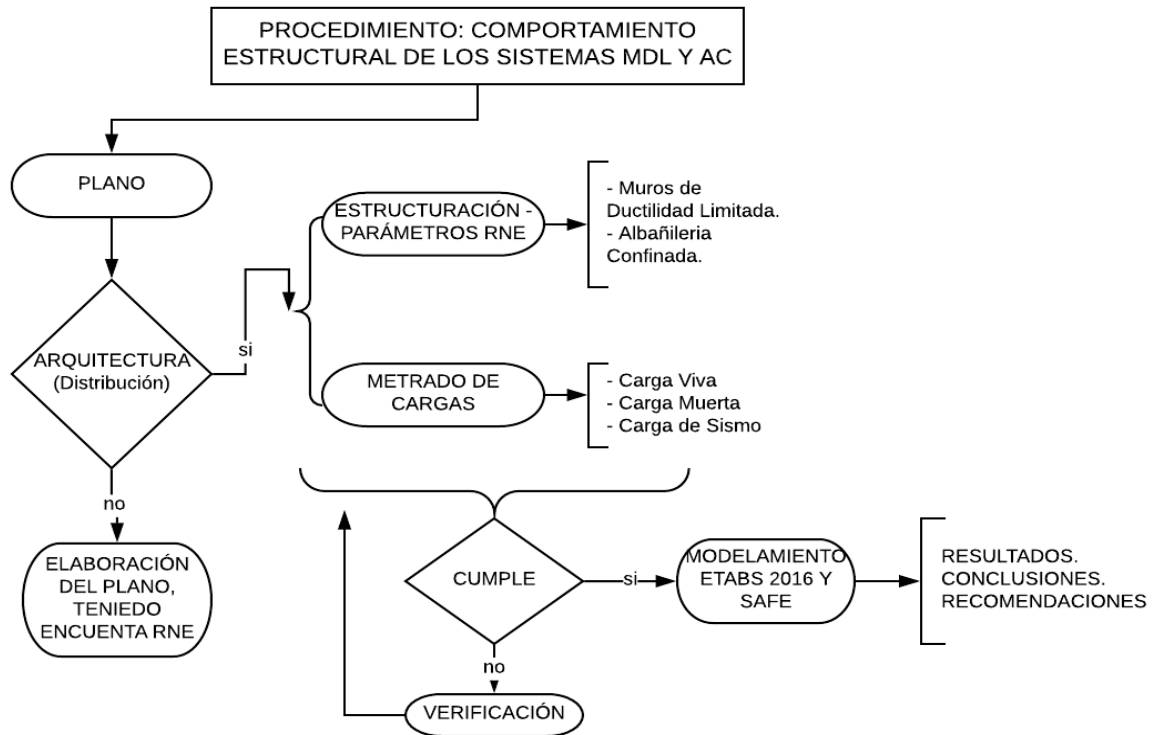 PROCEDIMIENTO: COMPORTAMIENTO
ESTRUCTURAL DE LOS SISTEMAS MDL Y AC
PLANO
ESTRUCTURACIÓN -
PARÁMETROS RNE
- Muros de
Ductilidad Limitada.
- Albañileria
Confinada.
ARQUITECTURA
(Distribución)
si
METRADO DE
CARGAS
- Carga Viva
- Carga Muerta
- Carga de Sismo
no
ELABORACIÓN
DEL PLANO,
TENIEDO
ENCUENTA RNE
CUMPLE
si
MODELAMIENTO
ETABS 2016 Y
SAFE
RESULTADOS.
CONCLUSIONES.
RECOMENDACIONES
no
VERIFICACIÓN